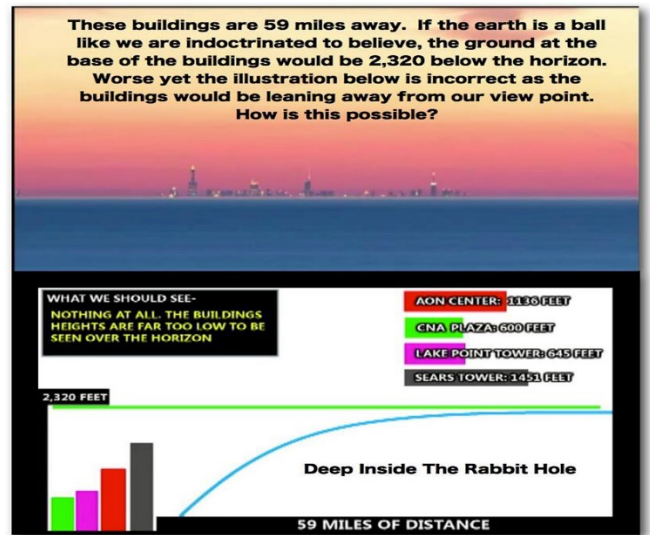 These buildings are 59 miles away. If the earth is a ball
like we are indoctrinated to believe, the ground at the
base of the buildings would be 2,320 below the horizon.
Worse yet the illustration below is incorrect as the
buildings would be leaning away from our view point.
How is this possible?
WHAT WE SHOULD SEE-
NOTHING AT ALL. THE BUILDINGS
HEIGHTS ARE FAR TOO LOW TO BE
SEEN OVER THE HORIZON
AON CENTER: 1136 FEET
CNA PLAZA: 600 FEET
LAKE POINT TOWER: 645 FEET
SEARS TOWER: 1451 FEET
2,320 FEET
Deep Inside The Rabbit Hole
59 MILES OF DISTANCE